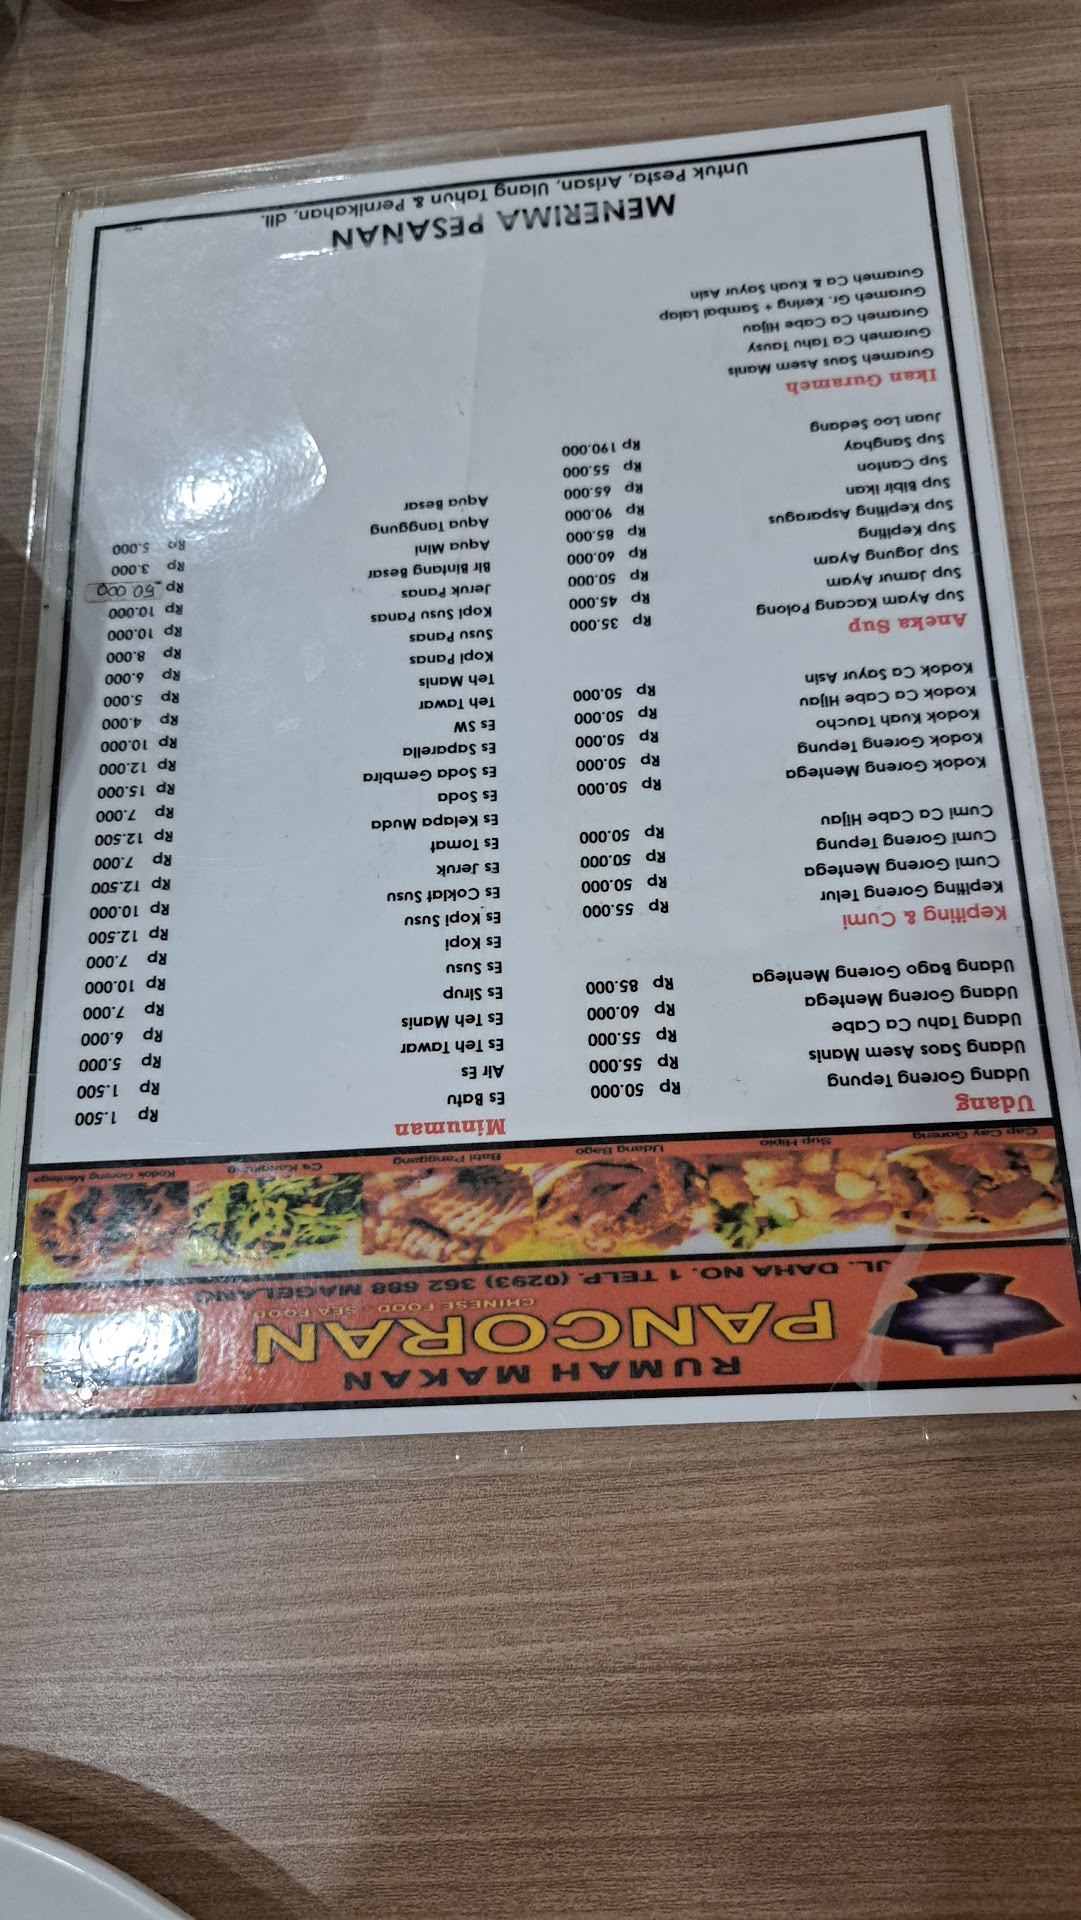 RUMAH MAKAN
PANCORAN
CHINESE FOOD - SEA FOOD
JL. DAHA NO. 1 TELP. (0293) 362 688 MAGELANG
Cap Cay Goreng Sup Hipio Udang Bago Babi Panggang Ca Kangkung Kodok Goreng Mentega
Udang
Udang Goreng Tepung Rp 50.000
Udang Saos Asem Manis Rp 55.000
Udang Tahu Ca Cabe Rp 55.000
Udang Goreng Mentega Rp 60.000
Udang Bago Goreng Mentega Rp 85.000
Kepiting & Cumi
Kepiting Goreng Telur Rp 55.000
Cumi Goreng Mentega Rp 50.000
Cumi Goreng Tepung Rp 50.000
Cumi Ca Cabe Hijau Rp 50.000
Kodok Goreng Mentega Rp 50.000
Kodok Goreng Tepung Rp 50.000
Kodok Kuah Taucho Rp 50.000
Kodok Ca Cabe Hijau Rp 50.000
Kodok Ca Sayur Asin Rp 50.000
Aneka Sup
Sup Ayam Kacang Polong Rp 35.000
Sup Jamur Ayam Rp 45.000
Sup Jagung Ayam Rp 50.000
Sup Kepiting Rp 60.000
Sup Kepiting Asparagus Rp 85.000
Sup Bibir Ikan Rp 90.000
Sup Canton Rp 65.000
Sup Sanghay Rp 55.000
Juan Loo Sedang Rp 190.000
Ikan Gurameh
Gurameh Saus Asem Manis
Gurameh Ca Tahu Tausy
Gurameh Ca Cabe Hijau
Gurameh Gr. Kering + Sambal Lalap
Gurameh Ca & Kuah Sayur Asin
Minuman
Es Batu Rp 1.500
Air Es Rp 1.500
Es Teh Tawar Rp 5.000
Es Teh Manis Rp 6.000
Es Sirup Rp 7.000
Es Susu Rp 10.000
Es Kopi Rp 7.000
Es Kopi Susu Rp 12.500
Es Coklat Susu Rp 10.000
Es Jeruk Rp 12.500
Es Tomat Rp 7.000
Es Kelapa Muda Rp 12.500
Es Soda Rp 7.000
Es Soda Gembira Rp 15.000
Es Saparella Rp 12.000
Es SW Rp 10.000
Teh Tawar Rp 4.000
Teh Manis Rp 5.000
Kopi Panas Rp 6.000
Susu Panas Rp 8.000
Kopi Susu Panas Rp 10.000
Jeruk Panas Rp 10.000
Bir Bintang Besar Rp 50.000
Aqua Mini Rp 3.000
Aqua Tanggung Rp 5.000
Aqua Besar
MENERIMA PESANAN
Untuk Pesta, Arisan, Ulang Tahun & Pernikahan, dll.